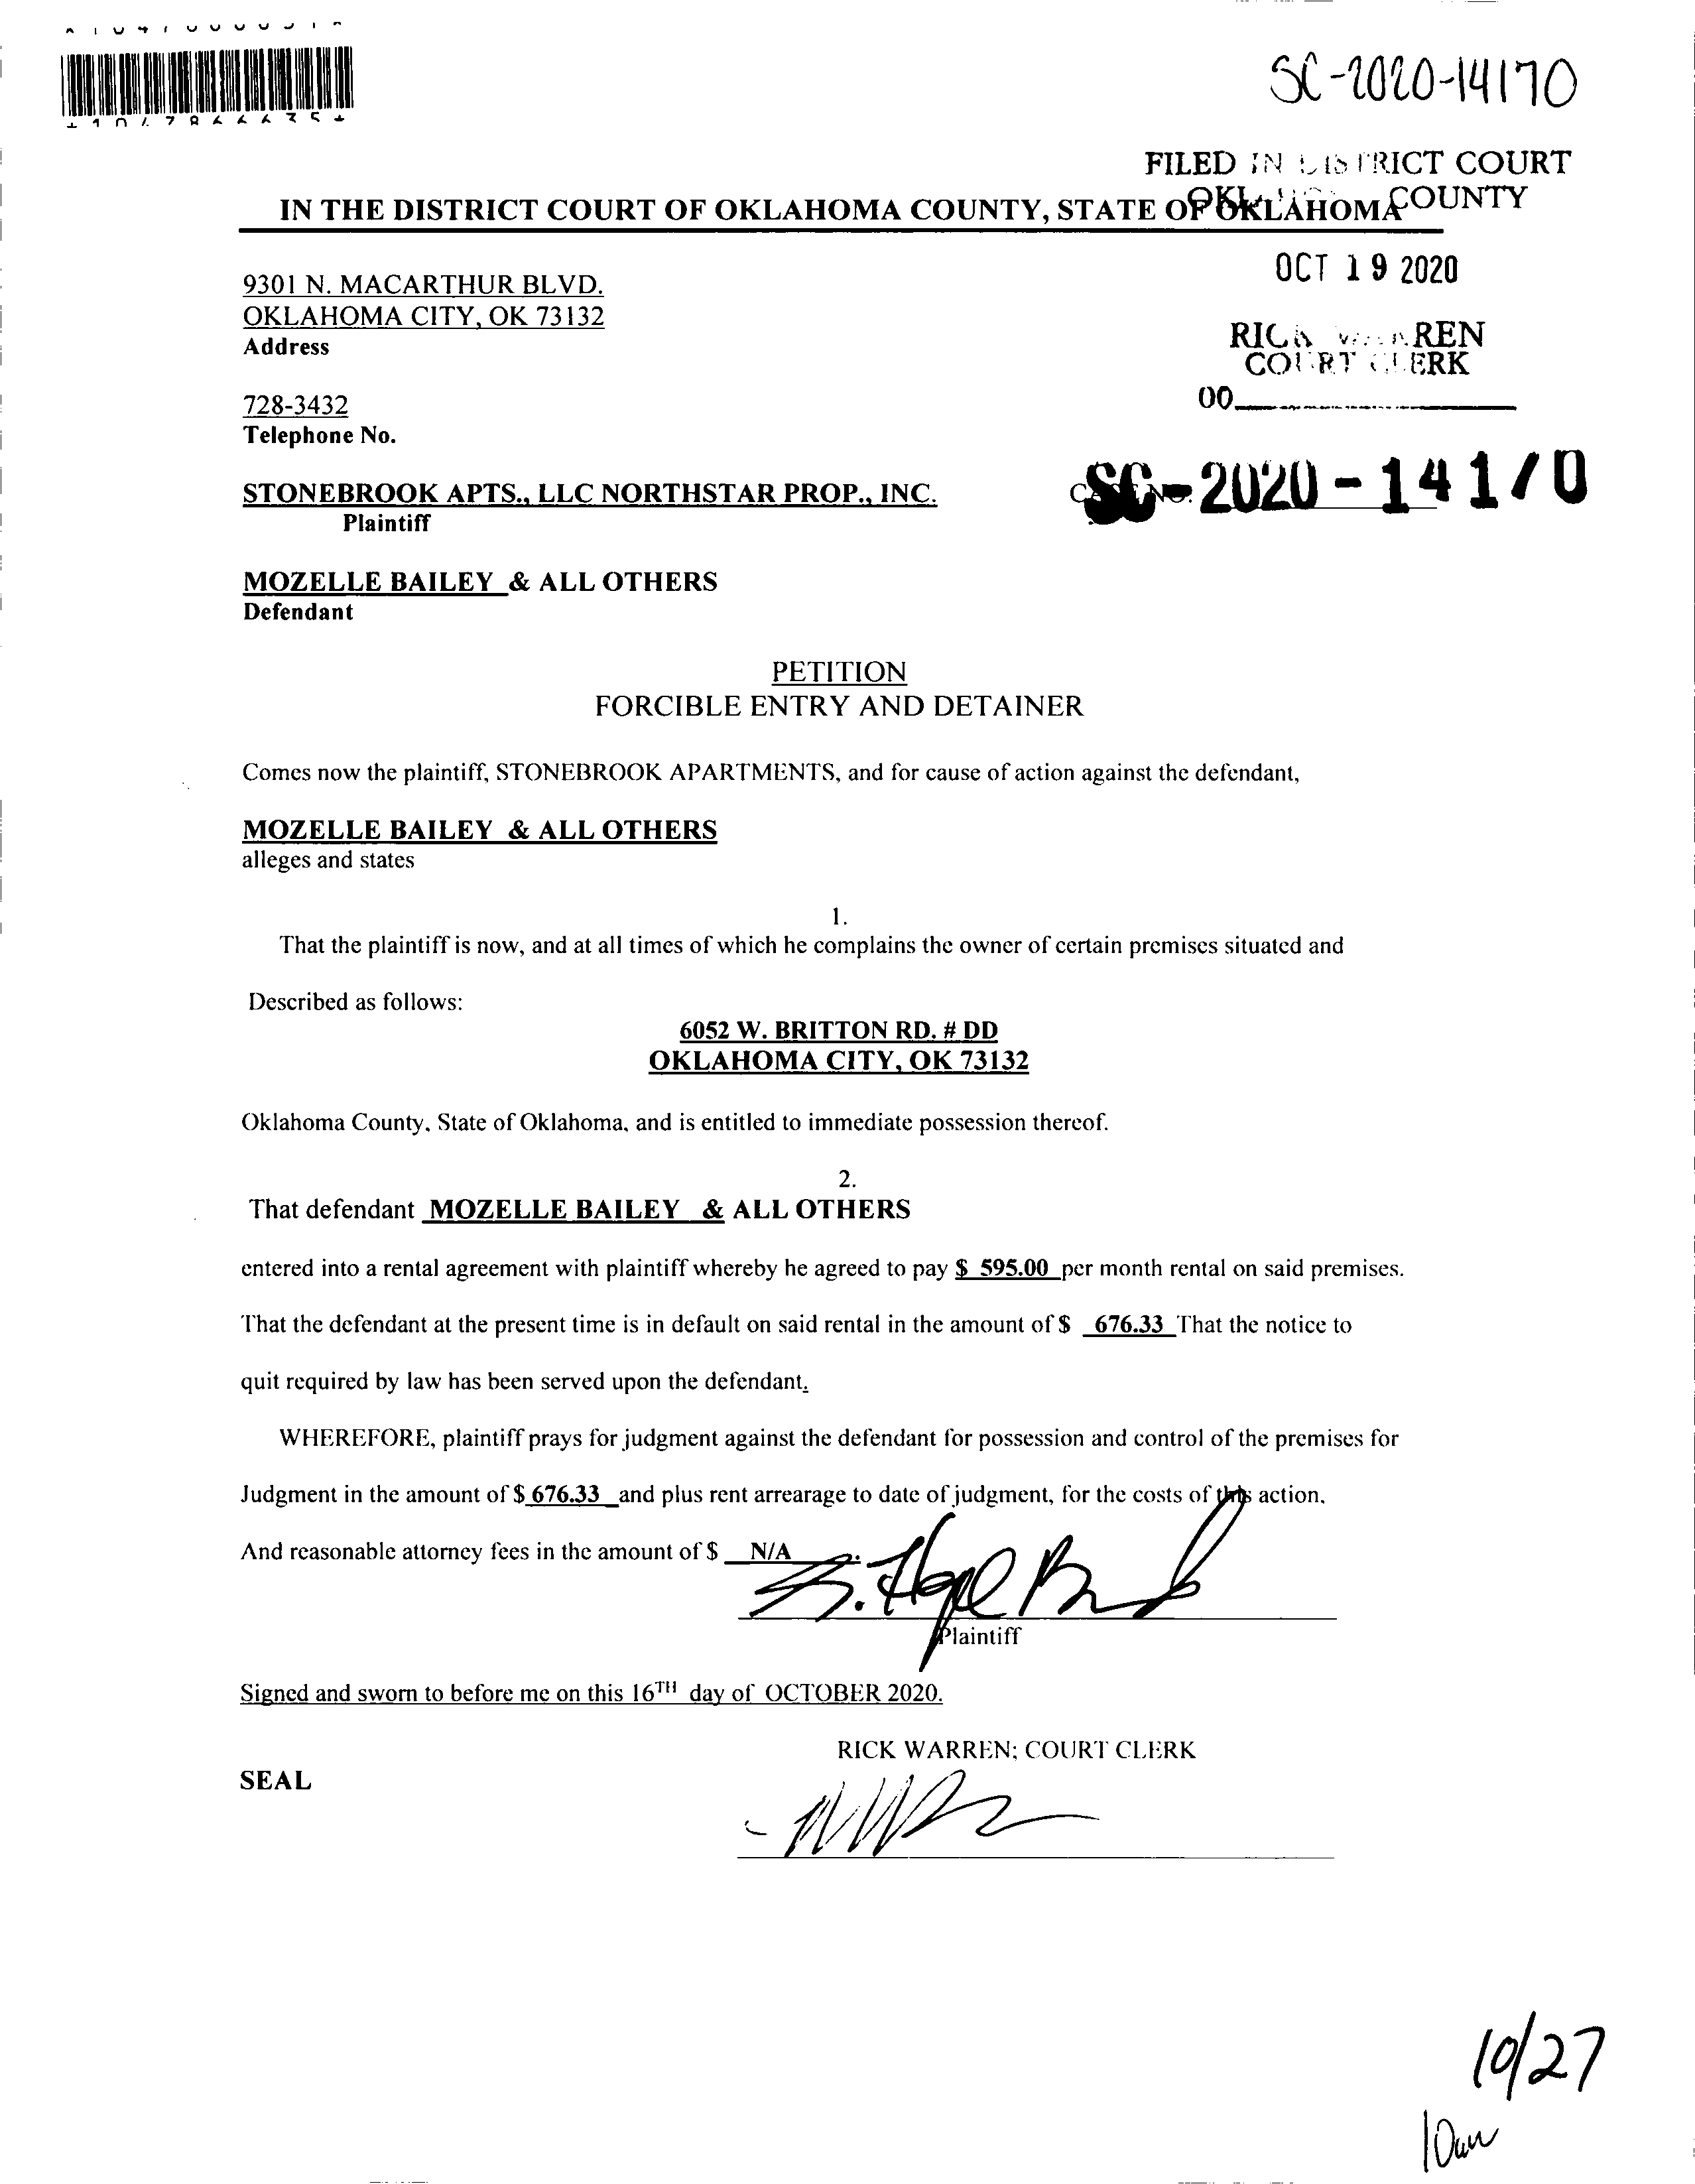 SC-2020-14170
FILED IN DISTRICT COURT
OKLAHOMA COUNTY
IN THE DISTRICT COURT OF OKLAHOMA COUNTY, STATE OF OKLAHOMA
OCT 19 2020
9301 N. MACARTHUR BLVD.
OKLAHOMA CITY, OK 73132
Address
RICK WARREN
COURT CLERK
00
728-3432
Telephone No.
STONEBROOK APTS., LLC NORTHSTAR PROP., INC.
CASE NO. SC-2020-14170
Plaintiff
MOZELLE BAILEY & ALL OTHERS
Defendant
PETITION
FORCIBLE ENTRY AND DETAINER
Comes now the plaintiff, STONEBROOK APARTMENTS, and for cause of action against the defendant,
MOZELLE BAILEY & ALL OTHERS
alleges and states
1.
That the plaintiff is now, and at all times of which he complains the owner of certain premises situated and
Described as follows:
6052 W. BRITTON RD. # DD
OKLAHOMA CITY, OK 73132
Oklahoma County, State of Oklahoma, and is entitled to immediate possession thereof.
2.
That defendant MOZELLE BAILEY & ALL OTHERS
entered into a rental agreement with plaintiff whereby he agreed to pay $ 595.00 per month rental on said premises.
That the defendant at the present time is in default on said rental in the amount of $ 676.33 That the notice to
quit required by law has been served upon the defendant.
WHEREFORE, plaintiff prays for judgment against the defendant for possession and control of the premises for
Judgment in the amount of $ 676.33 and plus rent arrearage to date of judgment, for the costs of this action.
And reasonable attorney fees in the amount of $ N/A.
Plaintiff
Signed and sworn to before me on this 16TH day of OCTOBER 2020.
RICK WARREN; COURT CLERK
SEAL
10/27
10am